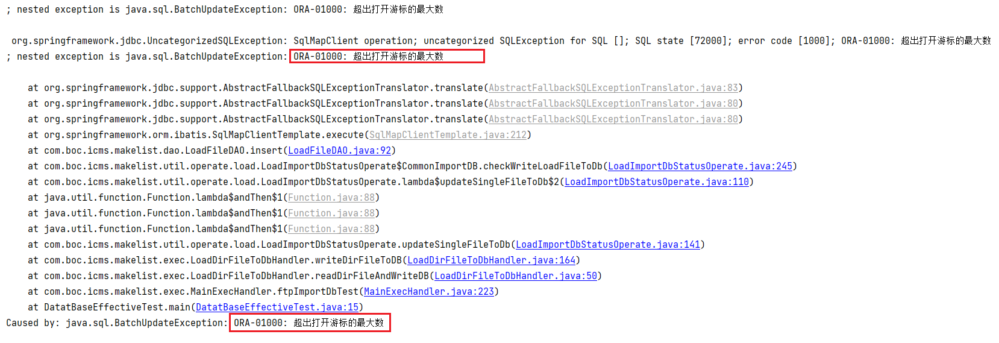 ; nested exception is java.sql.BatchUpdateException: ORA-01000: 超出打开游标的最大数
org.springframework.jdbc.UncategorizedSQLException: SqlMapClient operation; uncategorized SQLException for SQL []; SQL state [72000]; error code [1000]; ORA-01000: 超出打开游标的最大数
; nested exception is java.sql.BatchUpdateException: ORA-01000: 超出打开游标的最大数
at org.springframework.jdbc.support.AbstractFallbackSQLExceptionTranslator.translate(AbstractFallbackSQLExceptionTranslator.java:83)
at org.springframework.jdbc.support.AbstractFallbackSQLExceptionTranslator.translate(AbstractFallbackSQLExceptionTranslator.java:80)
at org.springframework.jdbc.support.AbstractFallbackSQLExceptionTranslator.translate(AbstractFallbackSQLExceptionTranslator.java:80)
at org.springframework.orm.ibatis.SqlMapClientTemplate.execute(SqlMapClientTemplate.java:212)
at com.boc.icms.makelist.dao.LoadFileDAO.insert(LoadFileDAO.java:92)
at com.boc.icms.makelist.util.operate.load.LoadImportDbStatusOperate$CommonImportDB.checkWriteLoadFileToDb(LoadImportDbStatusOperate.java:245)
at com.boc.icms.makelist.util.operate.load.LoadImportDbStatusOperate.lambda$updateSingleFileToDb$2(LoadImportDbStatusOperate.java:110)
at java.util.function.Function.lambda$andThen$1(Function.java:88)
at java.util.function.Function.lambda$andThen$1(Function.java:88)
at java.util.function.Function.lambda$andThen$1(Function.java:88)
at com.boc.icms.makelist.util.operate.load.LoadImportDbStatusOperate.updateSingleFileToDb(LoadImportDbStatusOperate.java:141)
at com.boc.icms.makelist.exec.LoadDirFileToDbHandler.writeDirFileToDB(LoadDirFileToDbHandler.java:164)
at com.boc.icms.makelist.exec.LoadDirFileToDbHandler.readDirFileAndWriteDB(LoadDirFileToDbHandler.java:50)
at com.boc.icms.makelist.exec.MainExecHandler.ftpImportDbTest(MainExecHandler.java:223)
at DatatBaseEffectiveTest.main(DatatBaseEffectiveTest.java:15)
Caused by: java.sql.BatchUpdateException: ORA-01000: 超出打开游标的最大数